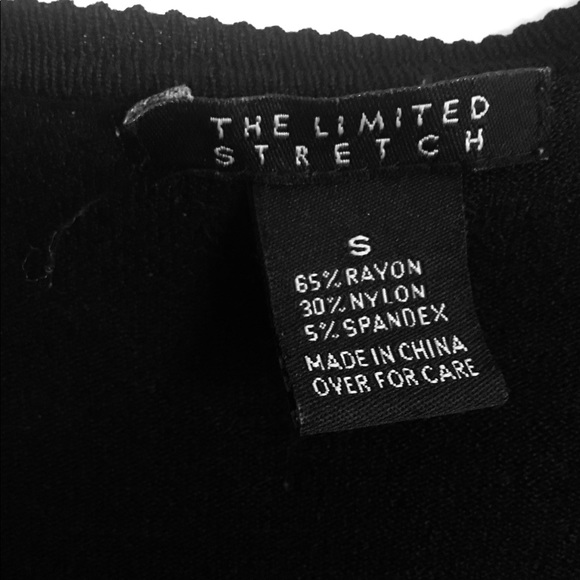 THE LIMITED
STRETCH
S
65% RAYON
30% NYLON
5% SPANDEX
MADE IN CHINA
OVER FOR CARE